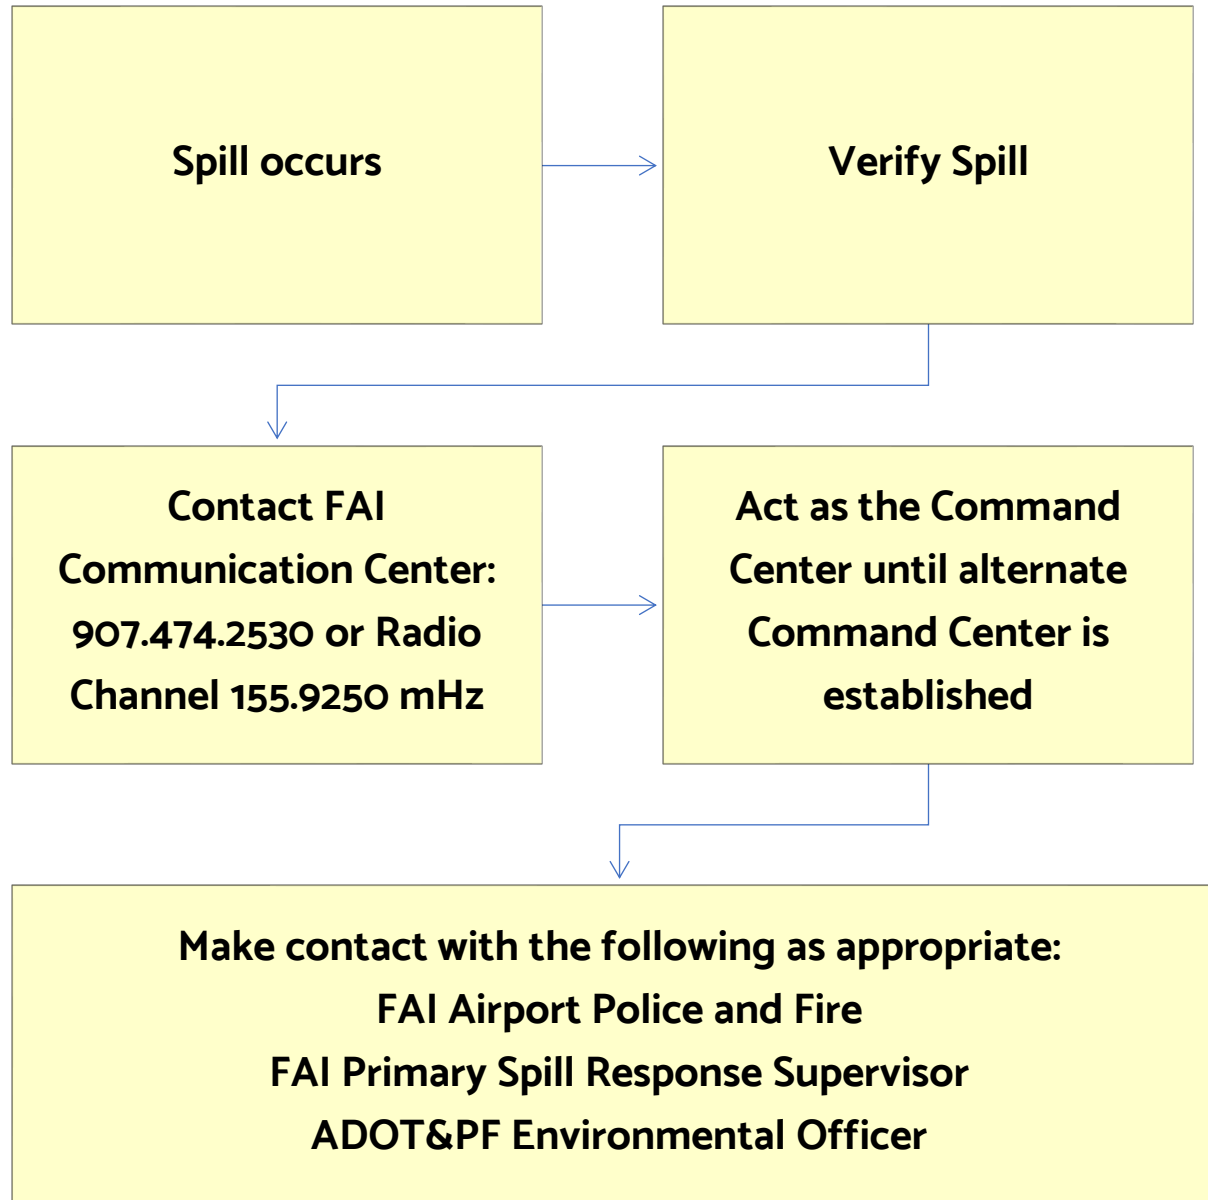 Spill occurs
Verify Spill
Contact FAI
Communication Center:
907.474.2530 or Radio
Channel 155.9250 mHz
Act as the Command
Center until alternate
Command Center is
established
Make contact with the following as appropriate:
FAI Airport Police and Fire
FAI Primary Spill Response Supervisor
ADOT&PF Environmental Officer